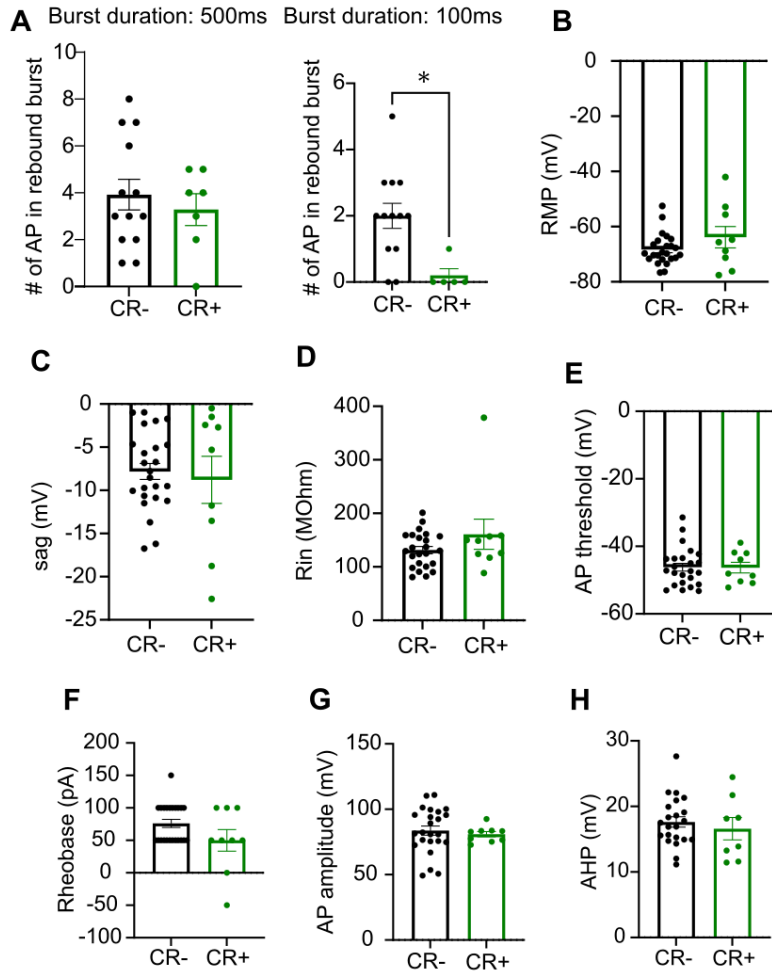 A Burst duration: 500ms Burst duration: 100ms B
# of AP in rebound burst
10
8
6
4
2
0
CR- CR+
# of AP in rebound burst
6
4
2
0
*
CR- CR+
RMP (mV)
0
-20
-40
-60
-80
CR- CR+
C
sag (mV)
0
-5
-10
-15
-20
-25
CR- CR+
D
Rin (MOhm)
400
300
200
100
0
CR- CR+
E
AP threshold (mV)
0
-20
-40
-60
CR- CR+
F
Rheobase (pA)
200
150
100
50
0
-50
-100
CR- CR+
G
AP amplitude (mV)
150
100
50
0
CR- CR+
H
AHP (mV)
30
20
10
0
CR- CR+